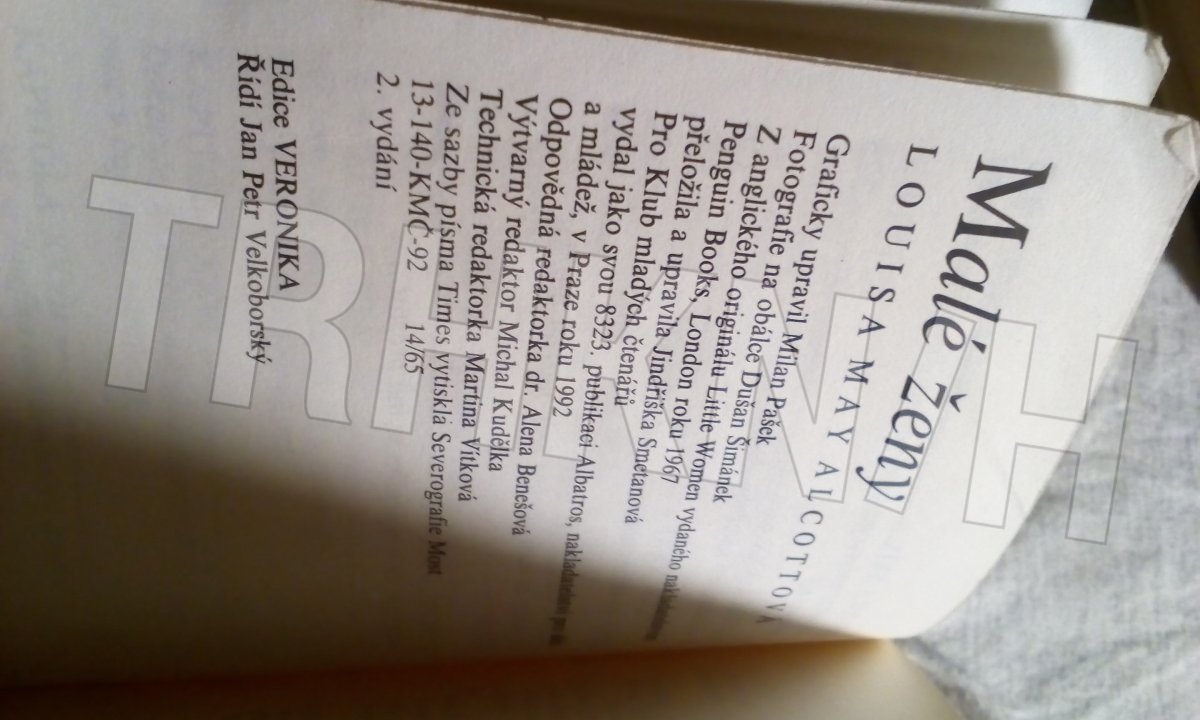 Malé ženy
LOUISA MAY ALCOTTOVÁ
Graficky upravil Milan Pašek
Fotografie na obálce Dušan Šimánek
Z anglického originálu Little Women vydaného
Penguin Books, London roku 1967
přeložila a upravila Jindřiška Smetanová
Pro Klub mladých čtenářů
vydal jako svou 8323. publikaci Albatros, nakladatelství pro
a mládež, v Praze roku 1992
Odpovědná redaktorka dr. Alena Benešová
Výtvarný redaktor Michal Kudělka
Technická redaktorka Martina Vítková
Ze sazby písma Times vytiskla Severografie Most
13-140-KMČ-92 14/65
2. vydání
Edice VERONIKA
Řídí Jan Petr Velkoborský